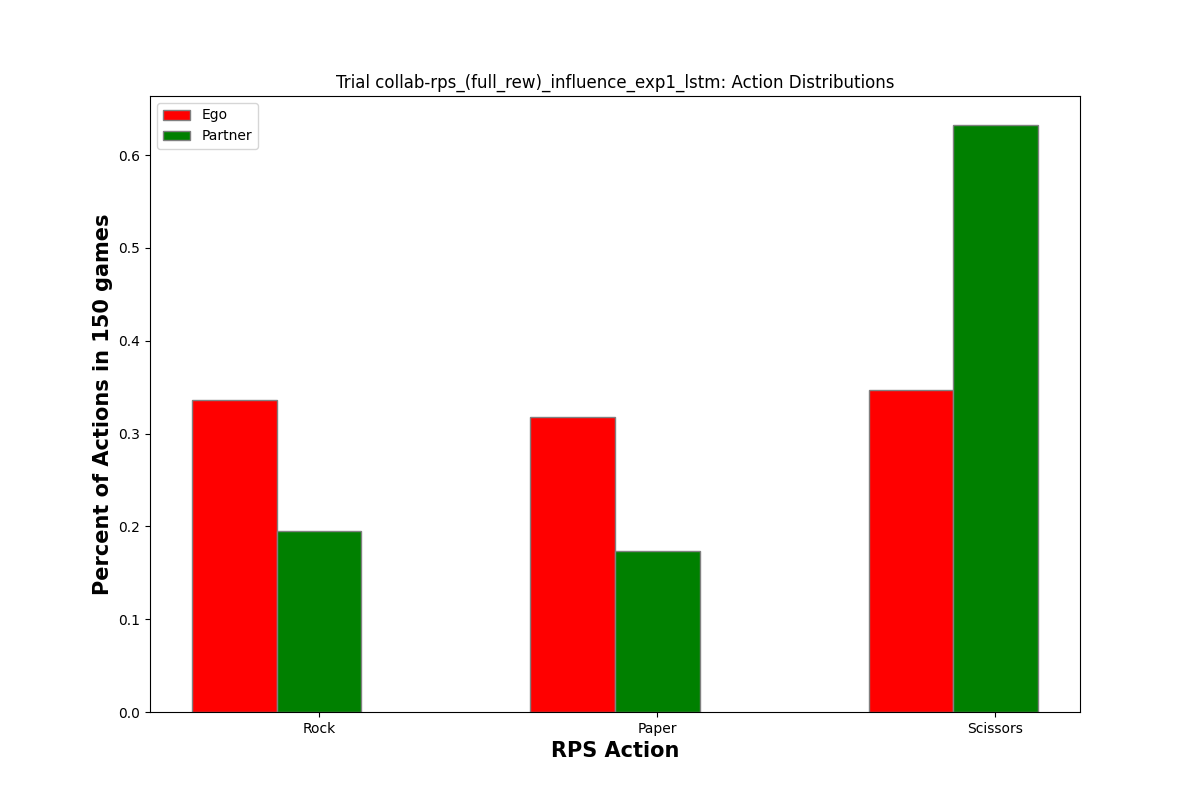 Trial collab-rps_(full_rew)_influence_exp1_lstm: Action Distributions
Ego
Partner
Percent of Actions in 150 games
0.6
0.5
0.4
0.3
0.2
0.1
0.0
Rock
Paper
Scissors
RPS Action